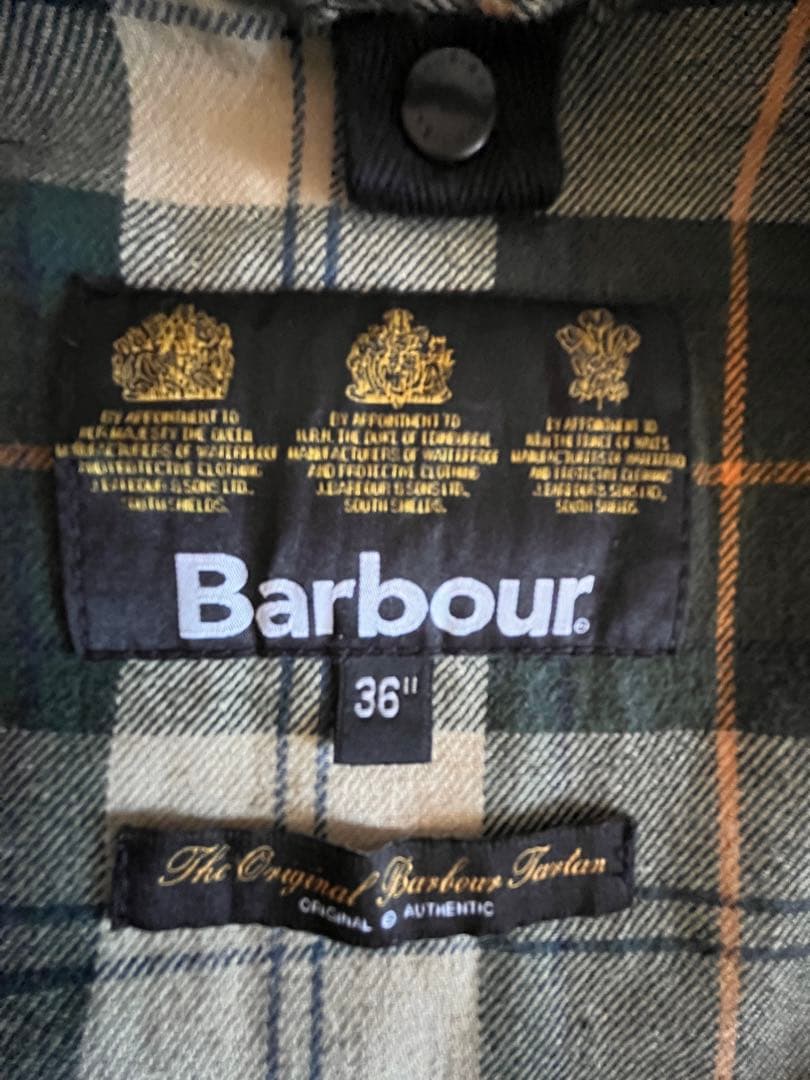 BY APPOINTMENT TO
H.R. MAJESTY THE QUEEN
MANUFACTURERS OF WATERPROOF
AND PROTECTIVE CLOTHING
J.BARBOUR & SONS LTD.,
SOUTH SHIELDS.
BY APPOINTMENT TO
H.R.H. THE DUKE OF EDINBURGH
MANUFACTURERS OF WATERPROOF
AND PROTECTIVE CLOTHING
J.BARBOUR & SONS LTD.,
SOUTH SHIELDS.
BY APPOINTMENT TO
H.R.H THE PRINCE OF WALES
MANUFACTURERS OF WATERPROOF
AND PROTECTIVE CLOTHING
J.BARBOUR & SONS LTD.,
SOUTH SHIELDS
Barbour®
36"
The Original Barbour Tartan
ORIGINAL AUTHENTIC